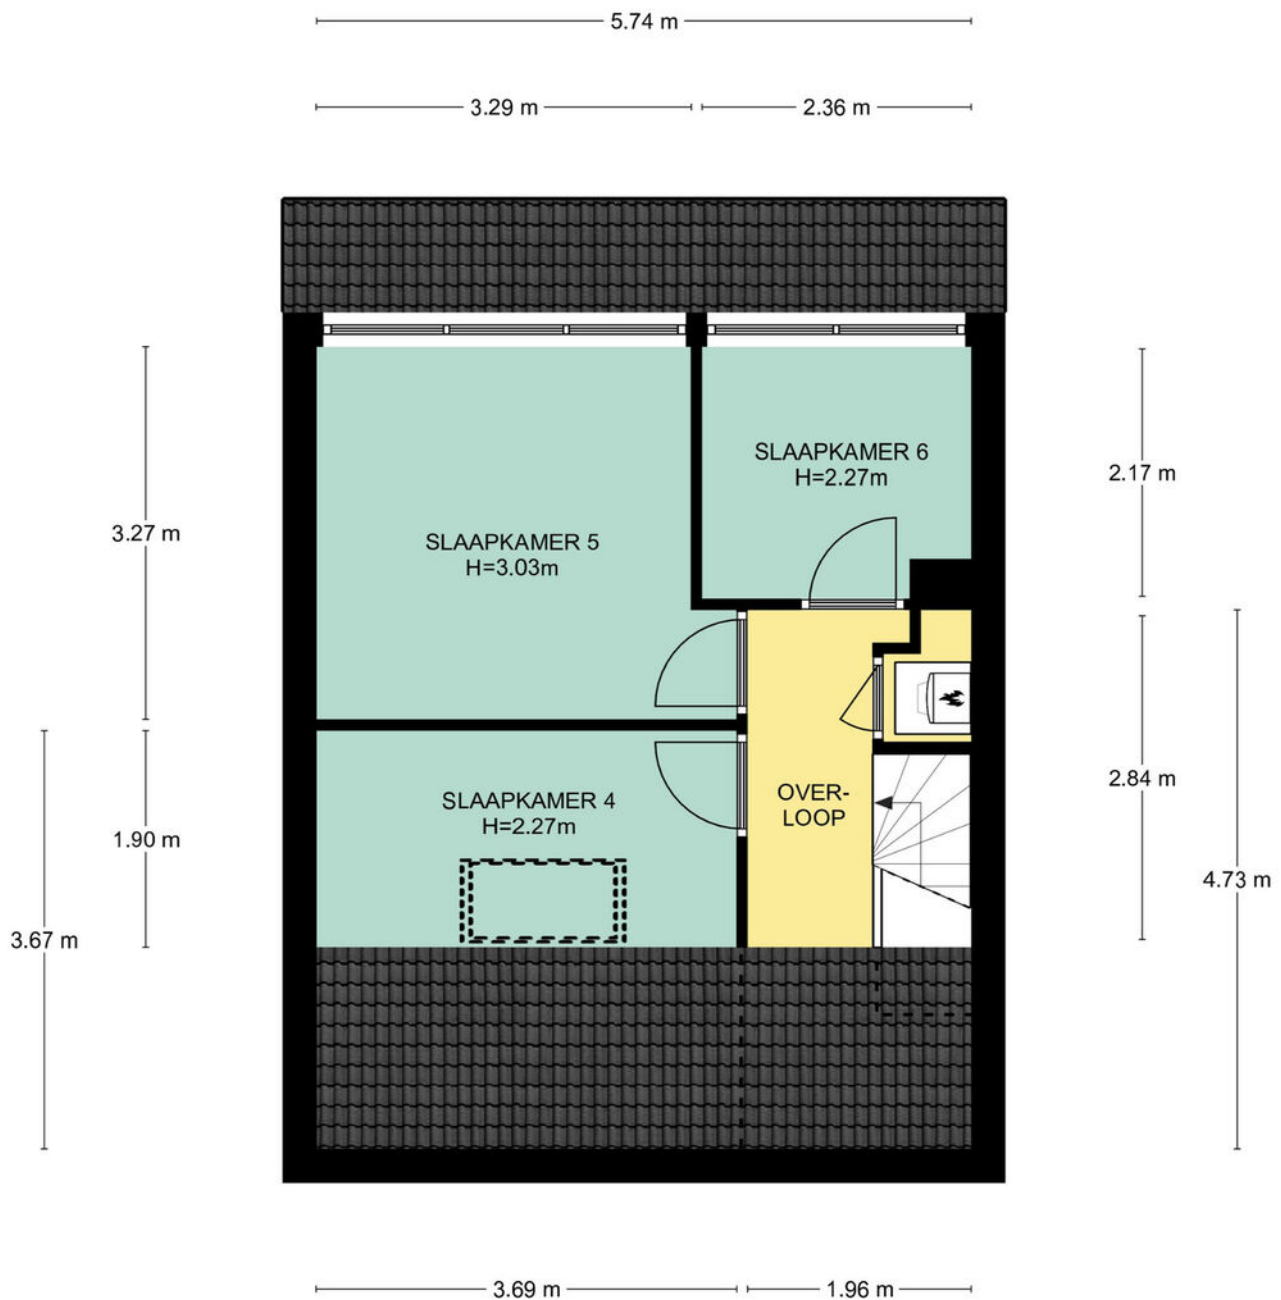 5.74 m
3.29 m
2.36 m
SLAAPKAMER 6
H=2.27m
2.17 m
3.27 m
SLAAPKAMER 5
H=3.03m
2.84 m
OVER-
LOOP
SLAAPKAMER 4
H=2.27m
1.90 m
4.73 m
3.67 m
3.69 m
1.96 m